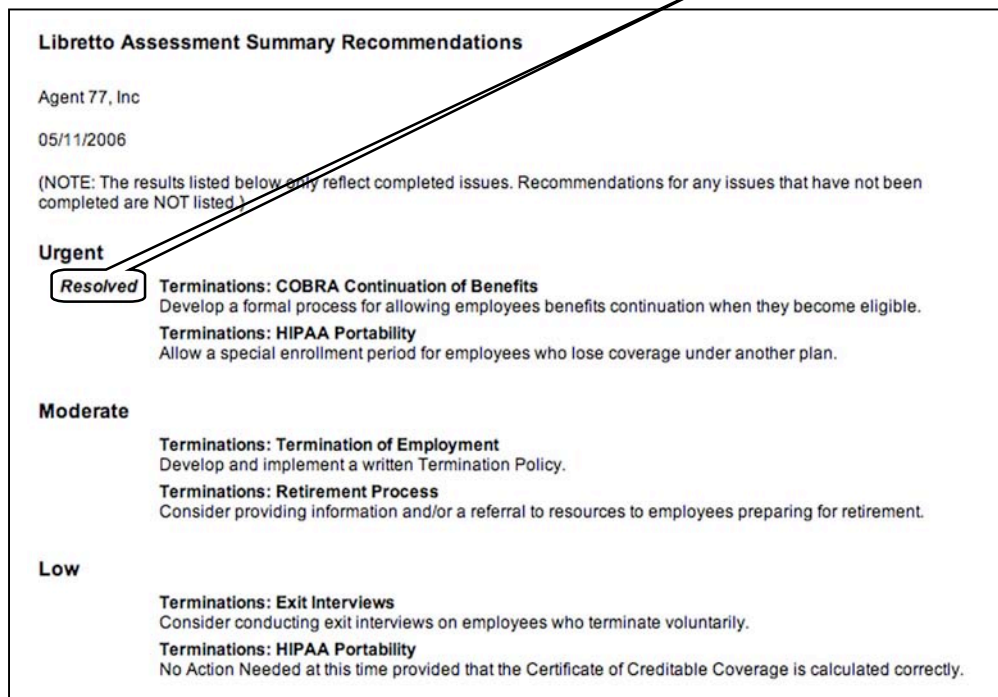 Libretto Assessment Summary Recommendations
Agent 77, Inc
05/11/2006
(NOTE: The results listed below only reflect completed issues. Recommendations for any issues that have not been
completed are NOT listed.)
Urgent
Resolved Terminations: COBRA Continuation of Benefits
Develop a formal process for allowing employees benefits continuation when they become eligible.
Terminations: HIPAA Portability
Allow a special enrollment period for employees who lose coverage under another plan.
Moderate
Terminations: Termination of Employment
Develop and implement a written Termination Policy.
Terminations: Retirement Process
Consider providing information and/or a referral to resources to employees preparing for retirement.
Low
Terminations: Exit Interviews
Consider conducting exit interviews on employees who terminate voluntarily.
Terminations: HIPAA Portability
No Action Needed at this time provided that the Certificate of Creditable Coverage is calculated correctly.